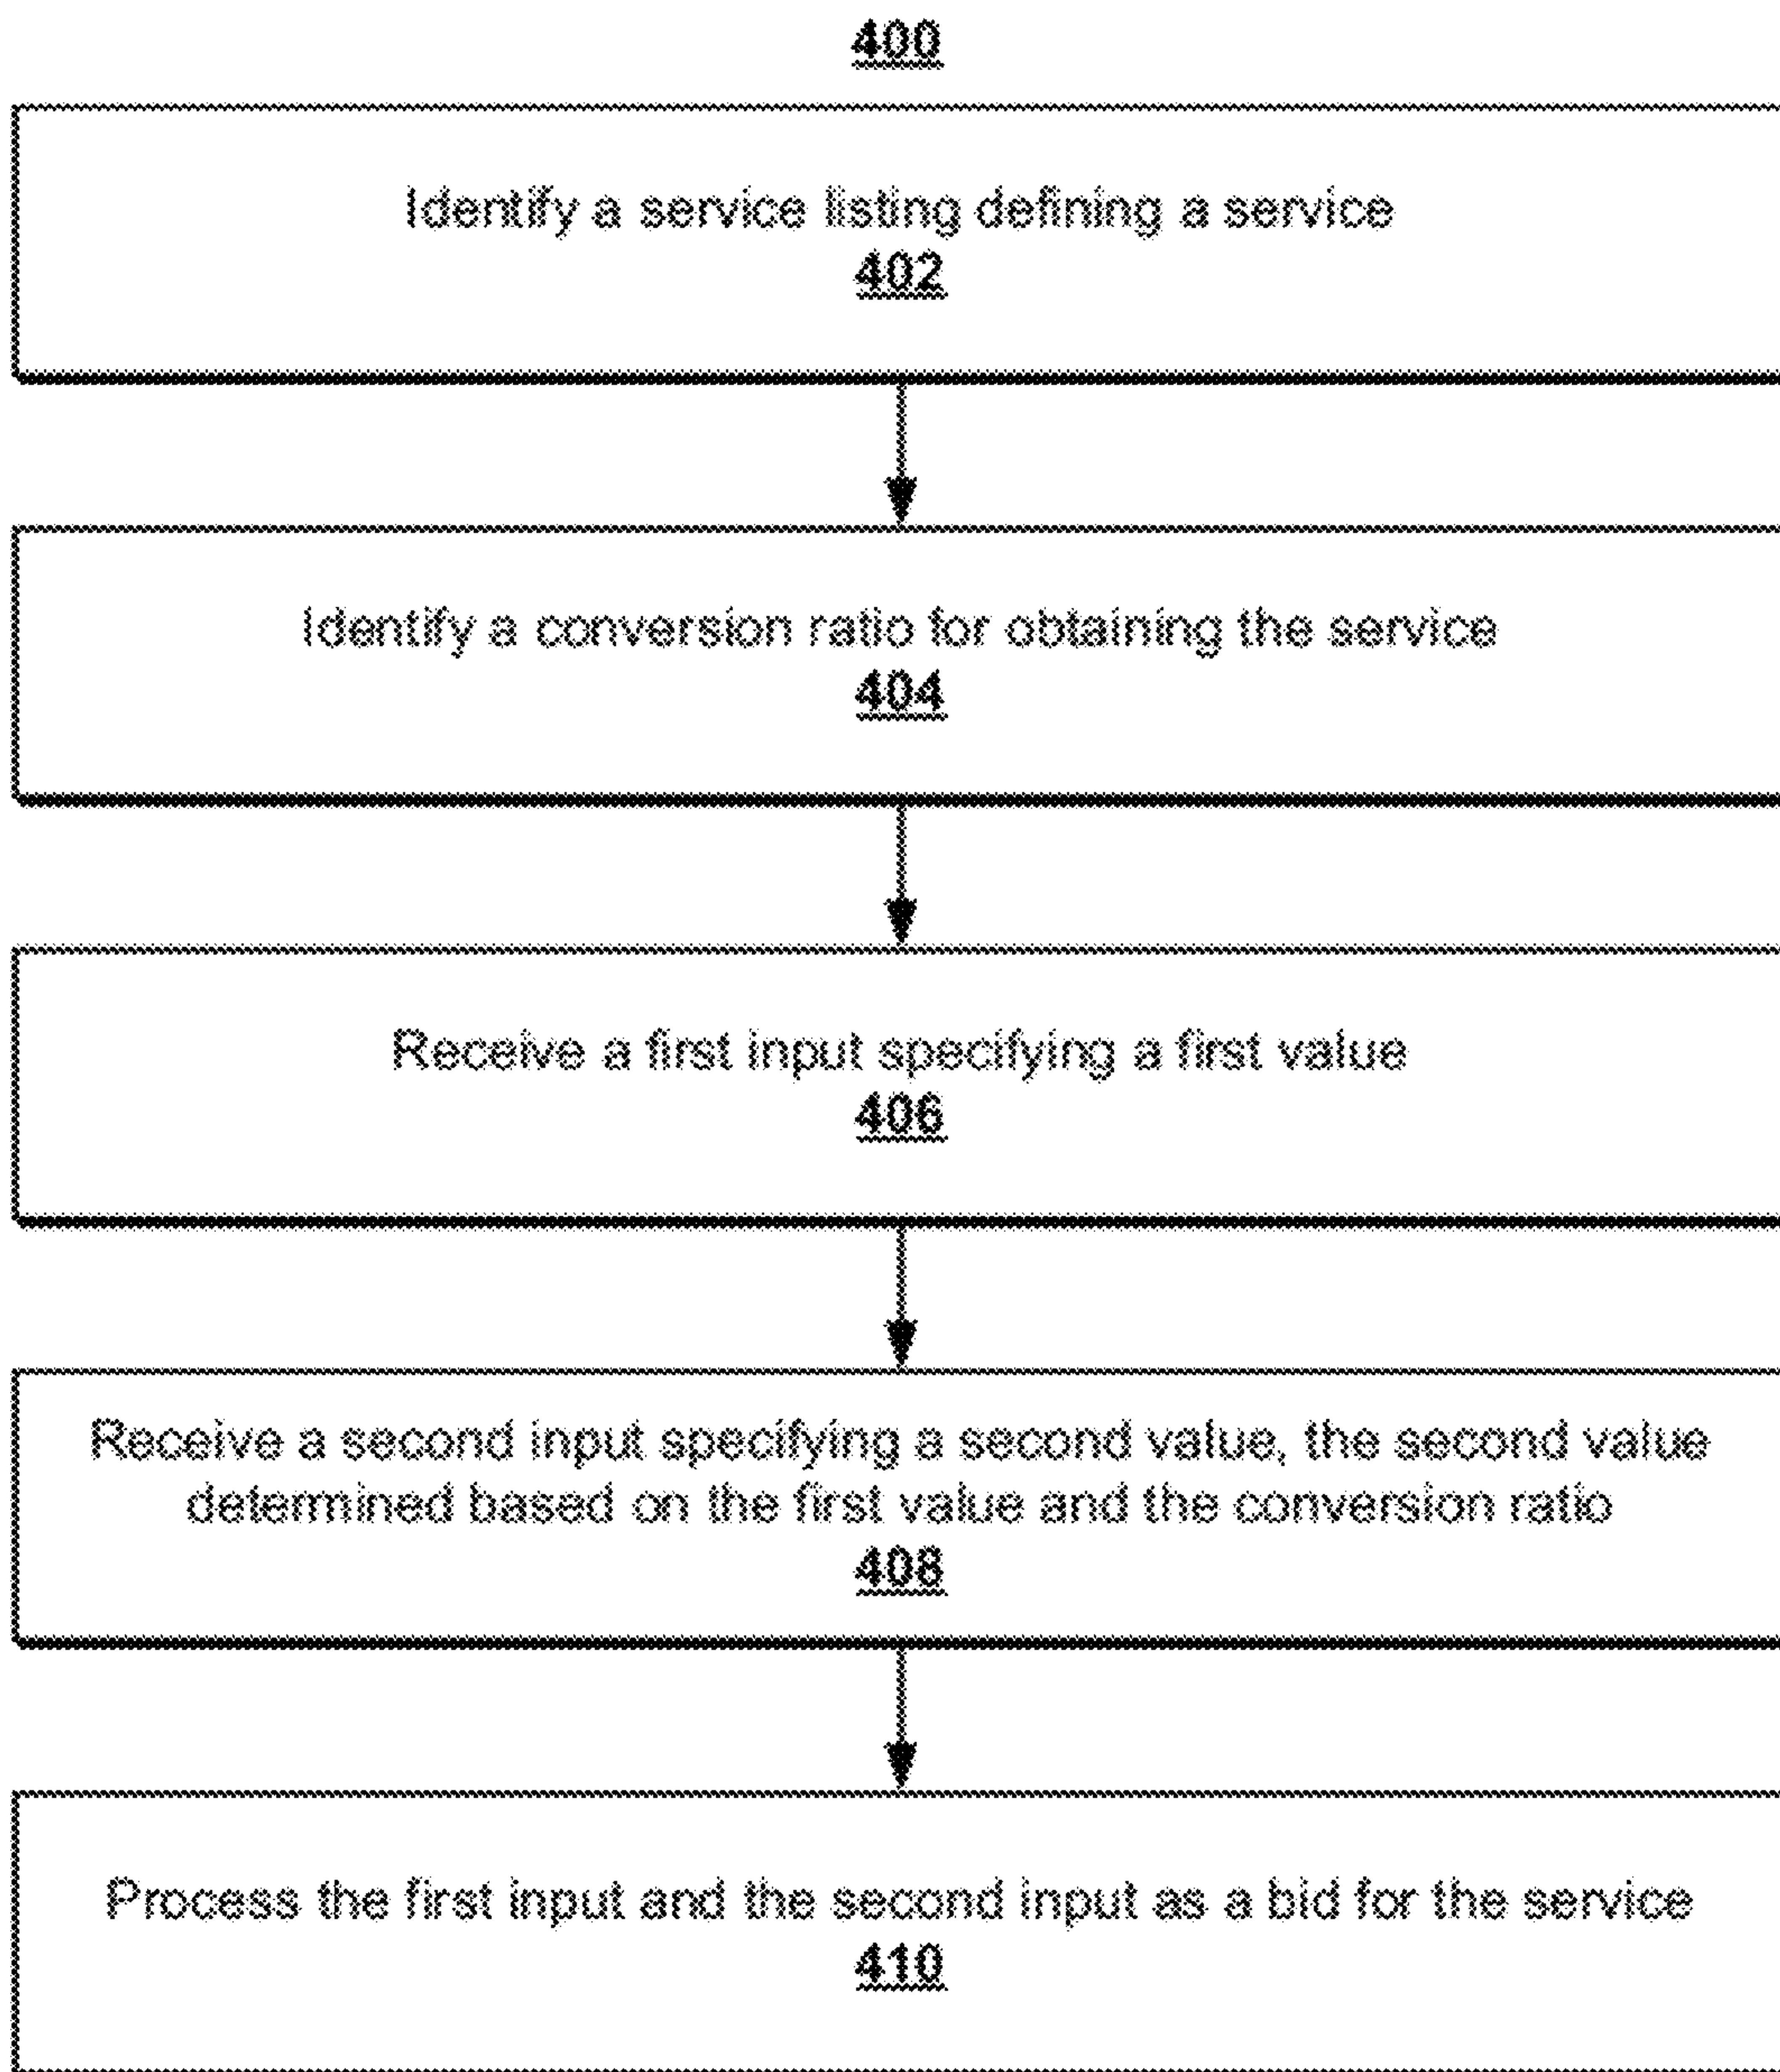 400
Identify a service listing defining a service
402
Identify a conversion ratio for obtaining the service
404
Receive a first input specifying a first value
406
Receive a second input specifying a second value, the second value
determined based on the first value and the conversion ratio
408
Process the first input and the second input as a bid for the service
410